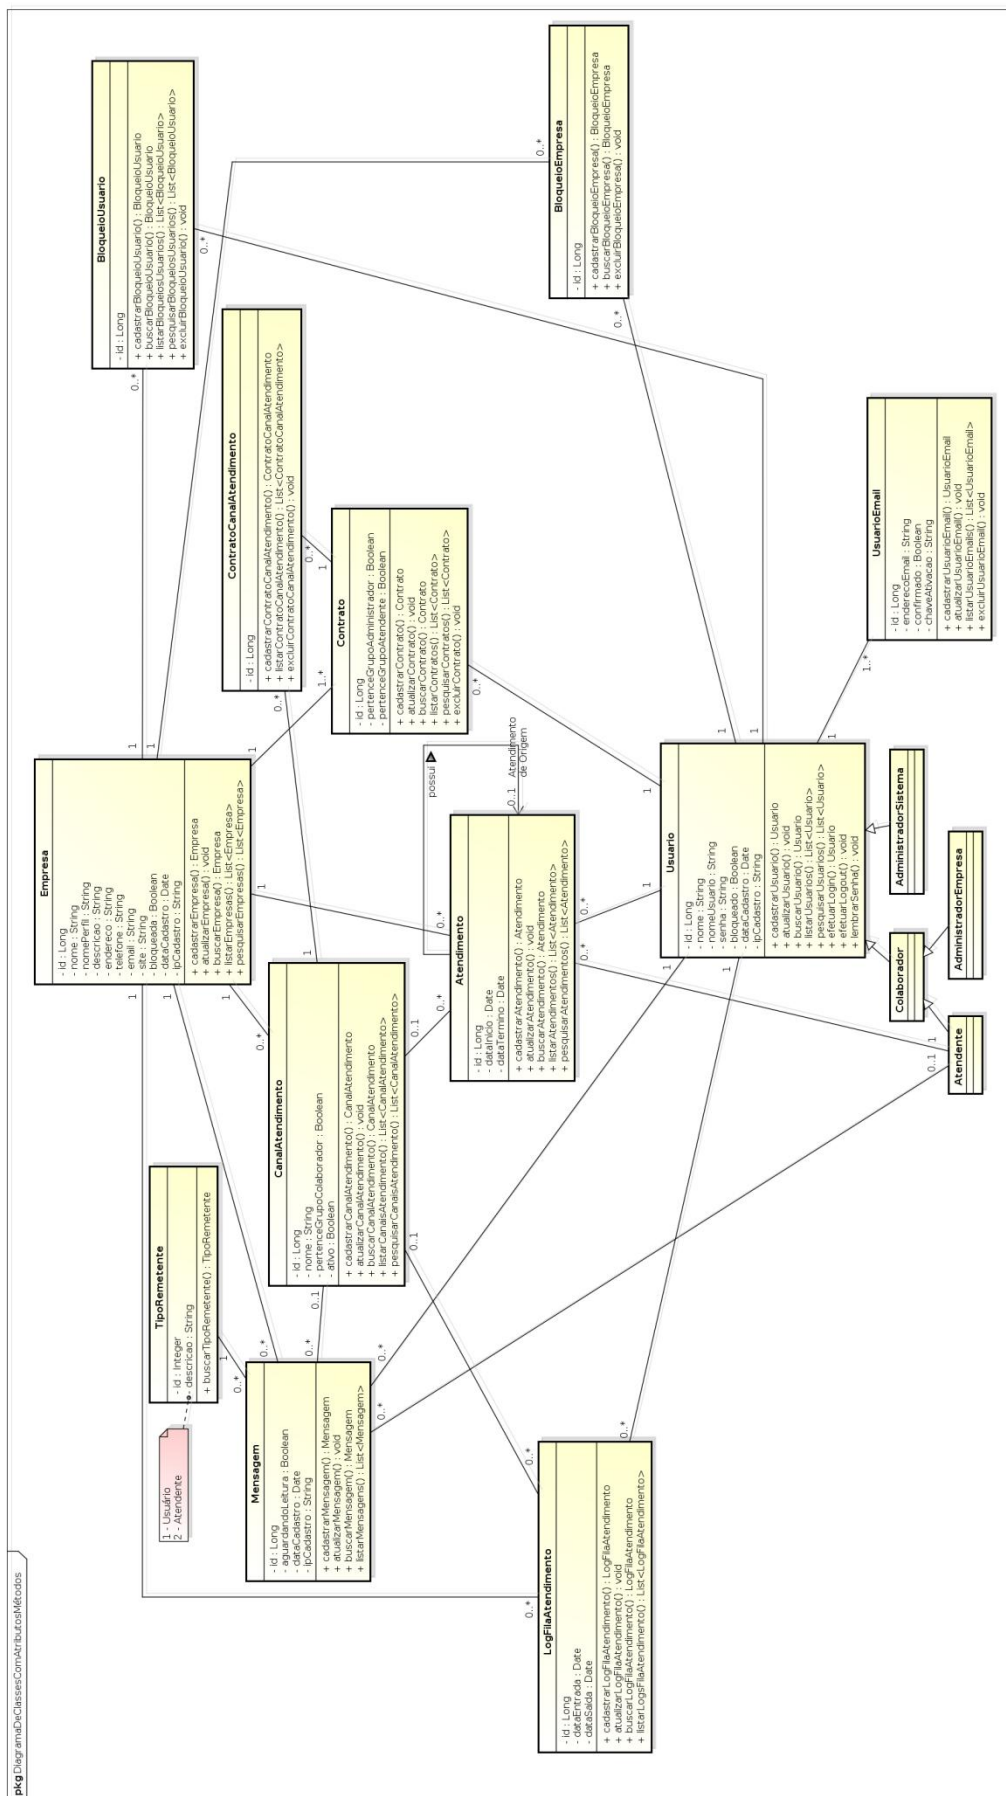 pkg DiagramaDeClassesComAtributosMétodos
1 - Usuário
2 - Atendente
TipoRemetente
- id : Integer
- descricao : String
+ buscarTipoRemetente() : TipoRemetente
Empresa
- id : Long
- nome : String
- nomePerfil : String
- descricao : String
- endereco : String
- telefone : String
- email : String
- site : String
- bloqueada : Boolean
- dataCadastro : Date
- ipCadastro : String
+ cadastrarEmpresa() : Empresa
+ atualizarEmpresa() : void
+ buscarEmpresa() : Empresa
+ listarEmpresas() : List<Empresa>
+ pesquisarEmpresas() : List<Empresa>
BloqueioUsuario
- id : Long
+ cadastrarBloqueioUsuario() : BloqueioUsuario
+ buscarBloqueioUsuario() : BloqueioUsuario
+ listarBloqueiosUsuario() : List<BloqueioUsuario>
+ pesquisarBloqueiosUsuarios() : List<BloqueioUsuario>
+ excluirBloqueioUsuario() : void
Mensagem
- id : Long
- aguardandoLeitura : Boolean
- dataCadastro : Date
- ipCadastro : String
+ cadastrarMensagem() : Mensagem
+ atualizarMensagem() : void
+ buscarMensagem() : Mensagem
+ listarMensagens() : List<Mensagem>
CanalAtendimento
- id : Long
- nome : String
- pertenceGrupoColaborador : Boolean
- ativo : Boolean
+ cadastrarCanalAtendimento() : CanalAtendimento
+ atualizarCanalAtendimento() : void
+ buscarCanalAtendimento() : CanalAtendimento
+ listarCanaisAtendimento() : List<CanalAtendimento>
+ pesquisarCanaisAtendimento() : List<CanalAtendimento>
ContratoCanalAtendimento
- id : Long
+ cadastrarContratoCanalAtendimento() : ContratoCanalAtendimento
+ listarContratoCanalAtendimento() : List<ContratoCanalAtendimento>
+ excluirContratoCanalAtendimento() : void
Contrato
- id : Long
- pertenceGrupoAdministrador : Boolean
- pertenceGrupoAtendente : Boolean
+ cadastrarContrato() : Contrato
+ atualizarContrato() : void
+ buscarContrato() : Contrato
+ listarContratos() : List<Contrato>
+ pesquisarContratos() : List<Contrato>
+ excluirContrato() : void
possui
Atendimento
de Origem
Atendimento
- id : Long
- dataInicio : Date
- dataTermino : Date
+ cadastrarAtendimento() : Atendimento
+ atualizarAtendimento() : void
+ buscarAtendimento() : Atendimento
+ listarAtendimentos() : List<Atendimento>
+ pesquisarAtendimentos() : List<Atendimento>
BloqueioEmpresa
- id : Long
+ cadastrarBloqueioEmpresa() : BloqueioEmpresa
+ buscarBloqueioEmpresa() : BloqueioEmpresa
+ excluirBloqueioEmpresa() : void
LogFilaAtendimento
- id : Long
- dataEntrada : Date
- dataSaida : Date
+ cadastrarLogFilaAtendimento() : LogFilaAtendimento
+ atualizarLogFilaAtendimento() : void
+ buscarLogFilaAtendimento() : LogFilaAtendimento
+ listarLogsFilaAtendimento() : List<LogFilaAtendimento>
Usuario
- id : Long
- nome : String
- nomeUsuario : String
- senha : String
- bloqueado : Boolean
- dataCadastro : Date
- ipCadastro : String
+ cadastrarUsuario() : Usuario
+ atualizarUsuario() : void
+ buscarUsuario() : Usuario
+ listarUsuarios() : List<Usuario>
+ pesquisarUsuarios() : List<Usuario>
+ efetuarLogin() : Usuario
+ efetuarLogout() : void
+ lembrarSenha() : void
UsuarioEmail
- id : Long
- enderecoEmail : String
- confirmado : Boolean
- chaveAtivacao : String
+ cadastrarUsuarioEmail() : UsuarioEmail
+ atualizarUsuarioEmail() : void
+ listarUsuarioEmails() : List<UsuarioEmail>
+ excluirUsuarioEmail() : void
Colaborador
AdministradorSistema
Atendente
AdministradorEmpresa